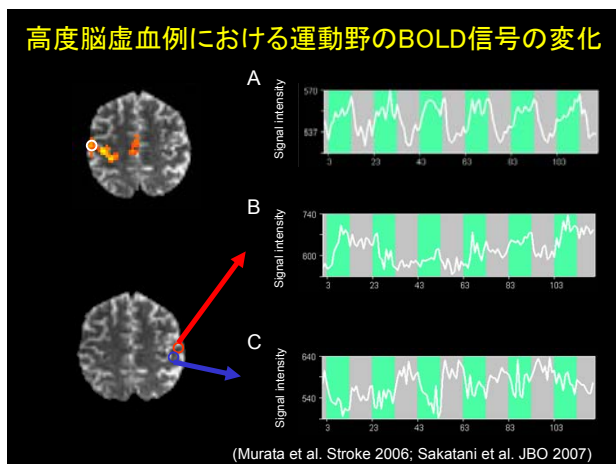 高度脳虚血例における運動野のBOLD信号の変化
A
Signal intensity
570
537
3 23 43 63 83 103
B
Signal intensity
740
600
3 23 43 63 83 103
C
Signal intensity
640
540
3 23 43 63 83 103
(Murata et al. Stroke 2006; Sakatani et al. JBO 2007)